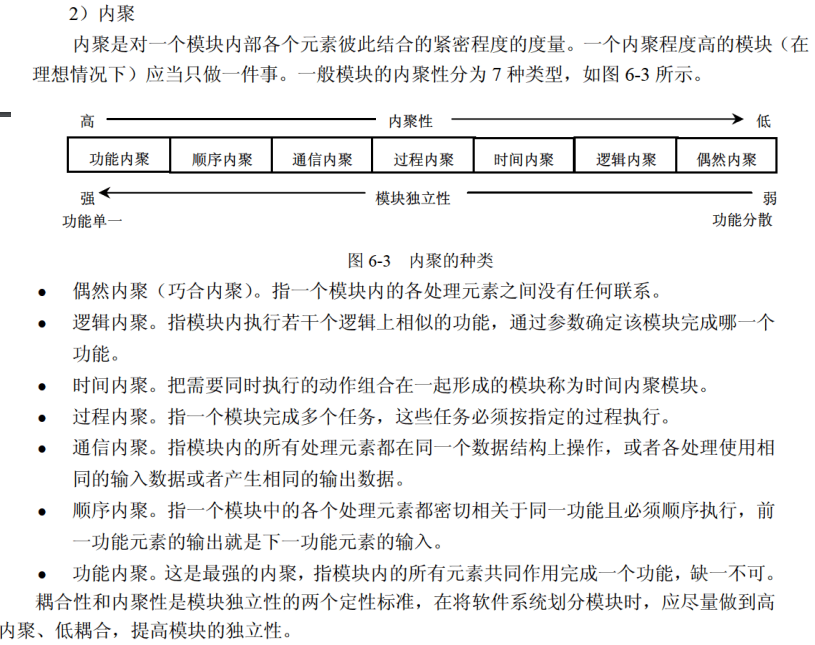 2）内聚
内聚是对一个模块内部各个元素彼此结合的紧密程度的度量。一个内聚程度高的模块（在
理想情况下）应当只做一件事。一般模块的内聚性分为 7 种类型，如图 6-3 所示。
高 内聚性 低
功能内聚 顺序内聚 通信内聚 过程内聚 时间内聚 逻辑内聚 偶然内聚
强 模块独立性 弱
功能单一 功能分散
图 6-3 内聚的种类
● 偶然内聚（巧合内聚）。指一个模块内的各处理元素之间没有任何联系。
● 逻辑内聚。指模块内执行若干个逻辑上相似的功能，通过参数确定该模块完成哪一个
功能。
● 时间内聚。把需要同时执行的动作组合在一起形成的模块称为时间内聚模块。
● 过程内聚。指一个模块完成多个任务，这些任务必须按指定的过程执行。
● 通信内聚。指模块内的所有处理元素都在同一个数据结构上操作，或者各处理使用相
同的输入数据或者产生相同的输出数据。
● 顺序内聚。指一个模块中的各个处理元素都密切相关于同一功能且必须顺序执行，前
一功能元素的输出就是下一功能元素的输入。
● 功能内聚。这是最强的内聚，指模块内的所有元素共同作用完成一个功能，缺一不可。
耦合性和内聚性是模块独立性的两个定性标准，在将软件系统划分模块时，应尽量做到高
内聚、低耦合，提高模块的独立性。